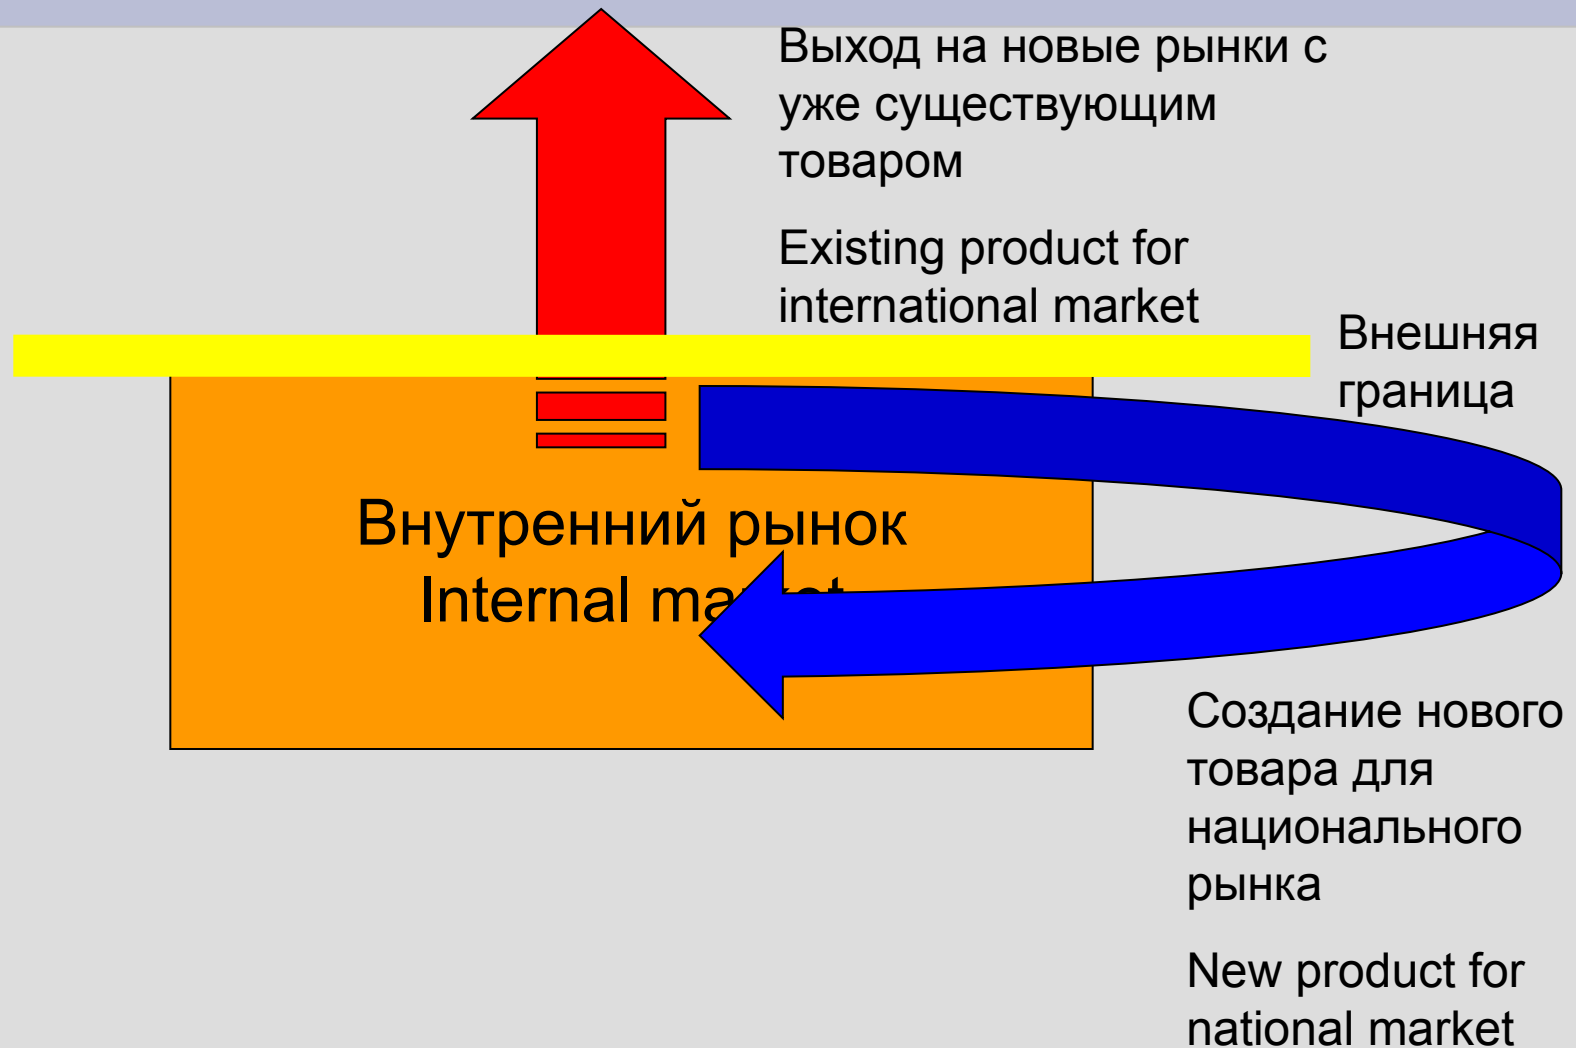 Выход на новые рынки с
уже существующим
товаром
Existing product for
international market
Внешняя
граница
Внутренний рынок
Internal market
Создание нового
товара для
национального
рынка
New product for
national market